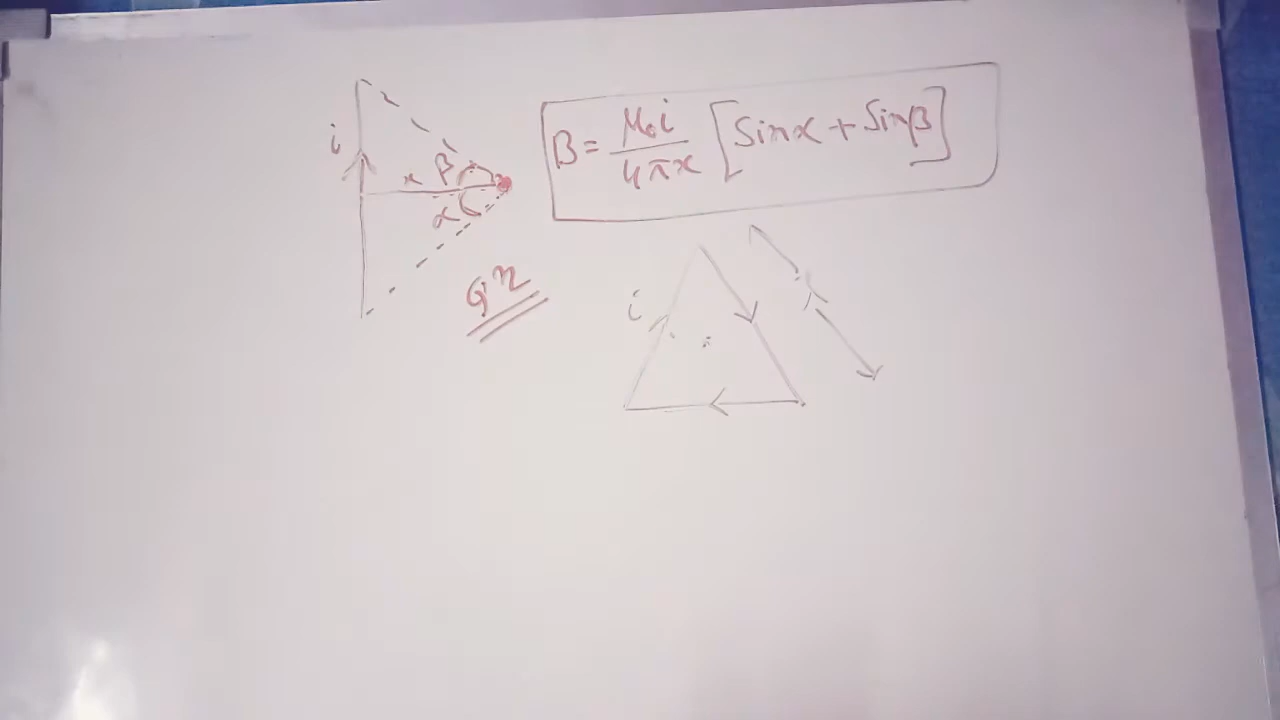 i
x
β
α
B = μ₀i / 4πx [Sinα + Sinβ]
Qⁿ
i
x